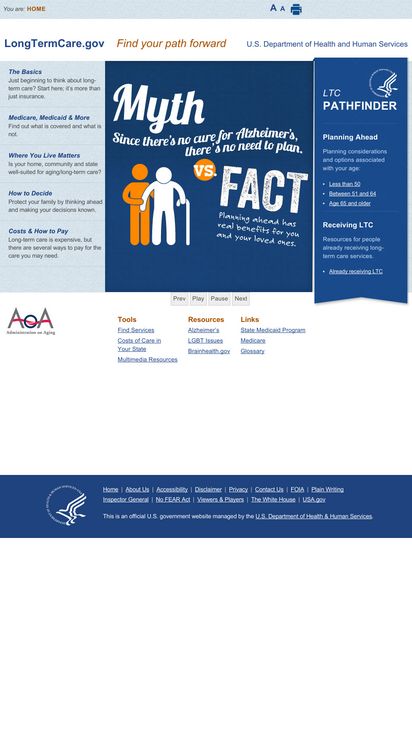 You are: HOME
A A
LongTermCare.gov Find your path forward U.S. Department of Health and Human Services
The Basics
Just beginning to think about long-
term care? Start here; it's more than
just insurance.
Medicare, Medicaid & More
Find out what is covered and what is
not.
Where You Live Matters
Is your home, community and state
well-suited for aging/long-term care?
How to Decide
Protect your family by thinking ahead
and making your decisions known.
Costs & How to Pay
Long-term care is expensive, but
there are several ways to pay for the
care you may need.
Myth
Since there's no cure for Alzheimer's,
there's no need to plan.
vs.
FACT
Planning ahead has
real benefits for you
and your loved ones.
LTC
PATHFINDER
Planning Ahead
Planning considerations
and options associated
with your age:
Less than 50
Between 51 and 64
Age 65 and older
Receiving LTC
Resources for people
already receiving long-
term care services.
Already receiving LTC
Prev Play Pause Next
AoA
Administration on Aging
Tools
Find Services
Costs of Care in
Your State
Multimedia Resources
Resources
Alzheimer's
LGBT Issues
Brainhealth.gov
Links
State Medicaid Program
Medicare
Glossary
Home | About Us | Accessibility | Disclaimer | Privacy | Contact Us | FOIA | Plain Writing
Inspector General | No FEAR Act | Viewers & Players | The White House | USA.gov
This is an official U.S. government website managed by the U.S. Department of Health & Human Services.